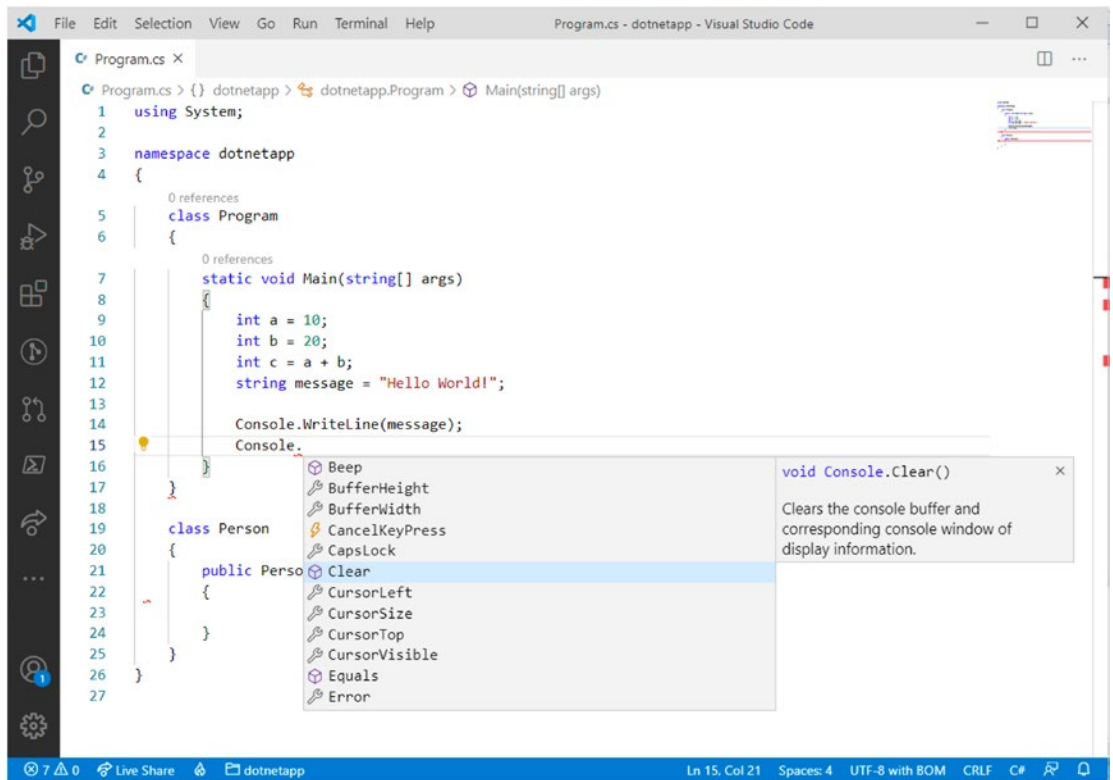 File Edit Selection View Go Run Terminal Help Program.cs - dotnetapp - Visual Studio Code
C# Program.cs ×
C# Program.cs > {} dotnetapp > dotnetapp.Program > Main(string[] args)
1 using System;
2
3 namespace dotnetapp
4 {
0 references
5 class Program
6 {
0 references
7 static void Main(string[] args)
8 {
9 int a = 10;
10 int b = 20;
11 int c = a + b;
12 string message = "Hello World!";
13
14 Console.WriteLine(message);
15 Console.
16 }
17 }
18
19 class Person
20 {
21 public Perso
22 {
23
24 }
25 }
26 }
27
Beep
BufferHeight
BufferWidth
CancelKeyPress
CapsLock
Clear
CursorLeft
CursorSize
CursorTop
CursorVisible
Equals
Error
void Console.Clear()
Clears the console buffer and
corresponding console window of
display information.
1
7 0 Live Share dotnetapp Ln 15, Col 21 Spaces: 4 UTF-8 with BOM CRLF C#